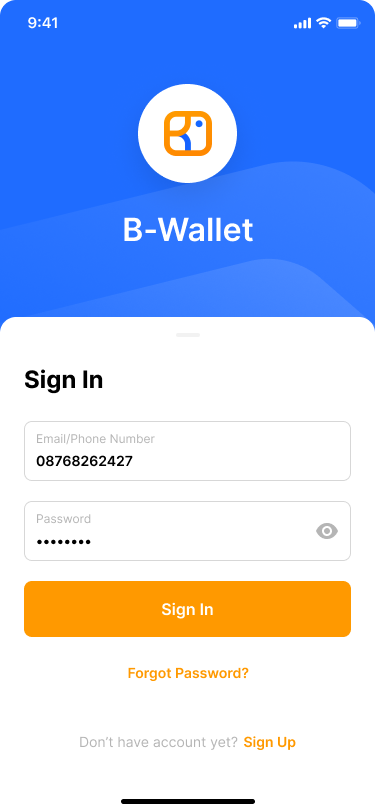 9:41
B-Wallet
Sign In
Email/Phone Number
08768262427
Password
••••••••
Sign In
Forgot Password?
Don't have account yet? Sign Up